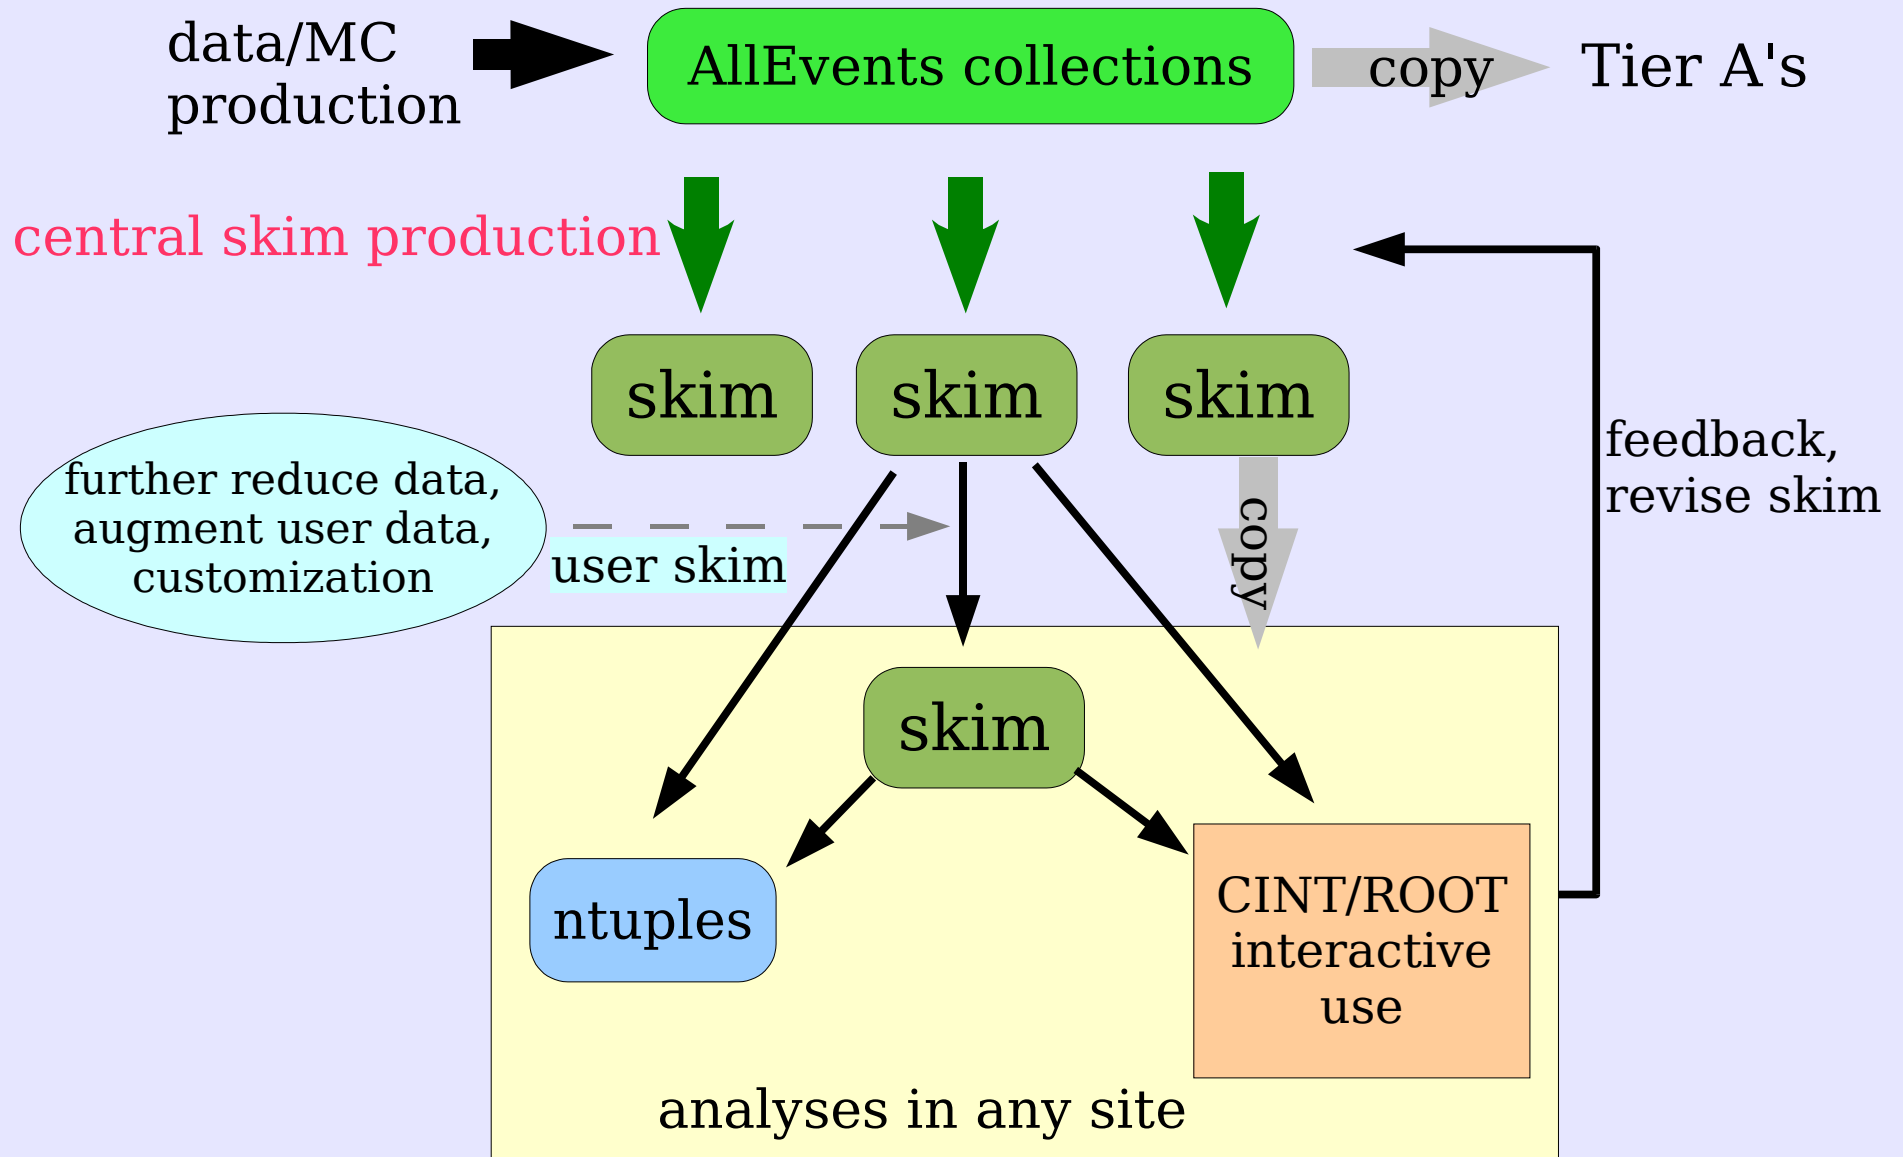 data/MC
production
AllEvents collections
copy
Tier A's
central skim production
skim
skim
skim
further reduce data,
augment user data,
customization
user skim
copy
feedback,
revise skim
skim
ntuples
CINT/ROOT
interactive
use
analyses in any site